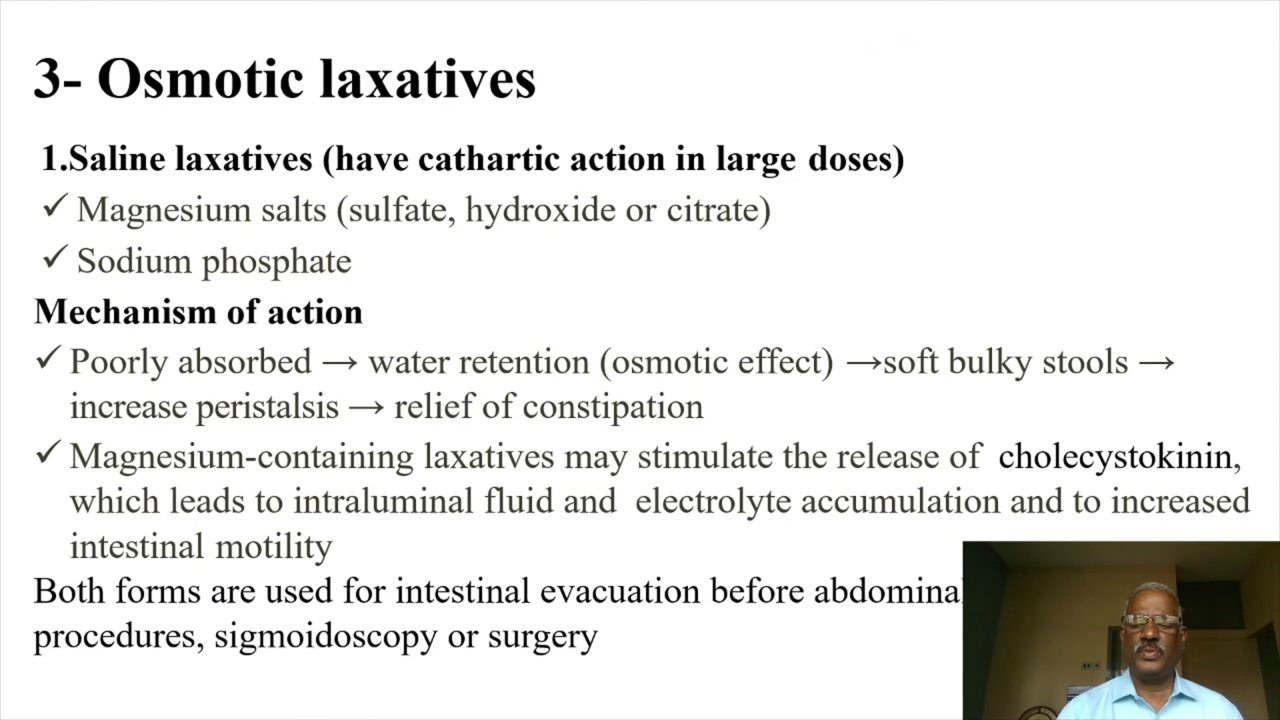 3- Osmotic laxatives
1.Saline laxatives (have cathartic action in large doses)
✓ Magnesium salts (sulfate, hydroxide or citrate)
✓ Sodium phosphate
Mechanism of action
✓ Poorly absorbed → water retention (osmotic effect) →soft bulky stools →
increase peristalsis → relief of constipation
✓ Magnesium-containing laxatives may stimulate the release of cholecystokinin,
which leads to intraluminal fluid and electrolyte accumulation and to increased
intestinal motility
Both forms are used for intestinal evacuation before abdominal
procedures, sigmoidoscopy or surgery